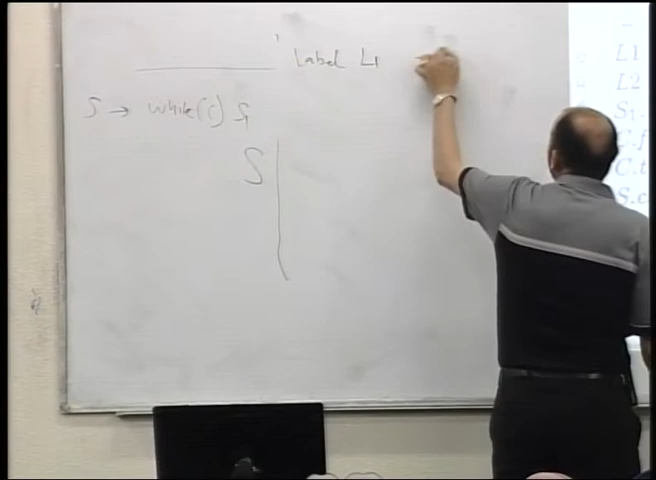 Label L1
S → while(C) S1
S
L1
L2
S1.
C.f
C.t
S.c